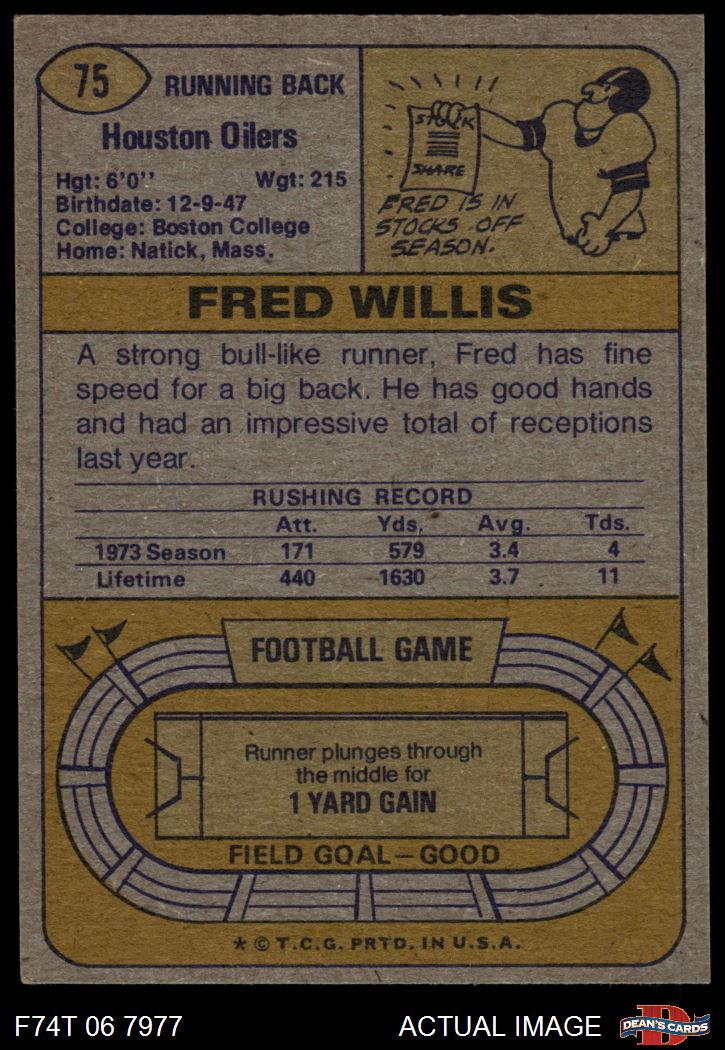 75
RUNNING BACK
Houston Oilers
Hgt: 6'0'' Wgt: 215
Birthdate: 12-9-47
College: Boston College
Home: Natick, Mass.
STOCK
SHARE
FRED IS IN
STOCKS OFF
SEASON.
FRED WILLIS
A strong bull-like runner, Fred has fine
speed for a big back. He has good hands
and had an impressive total of receptions
last year.
RUSHING RECORD
Att. Yds. Avg. Tds.
1973 Season 171 579 3.4 4
Lifetime 440 1630 3.7 11
FOOTBALL GAME
Runner plunges through
the middle for
1 YARD GAIN
FIELD GOAL—GOOD
* © T.C.G. PRTD. IN U.S.A.
F74T 06 7977 ACTUAL IMAGE
D
DEAN'S CARDS